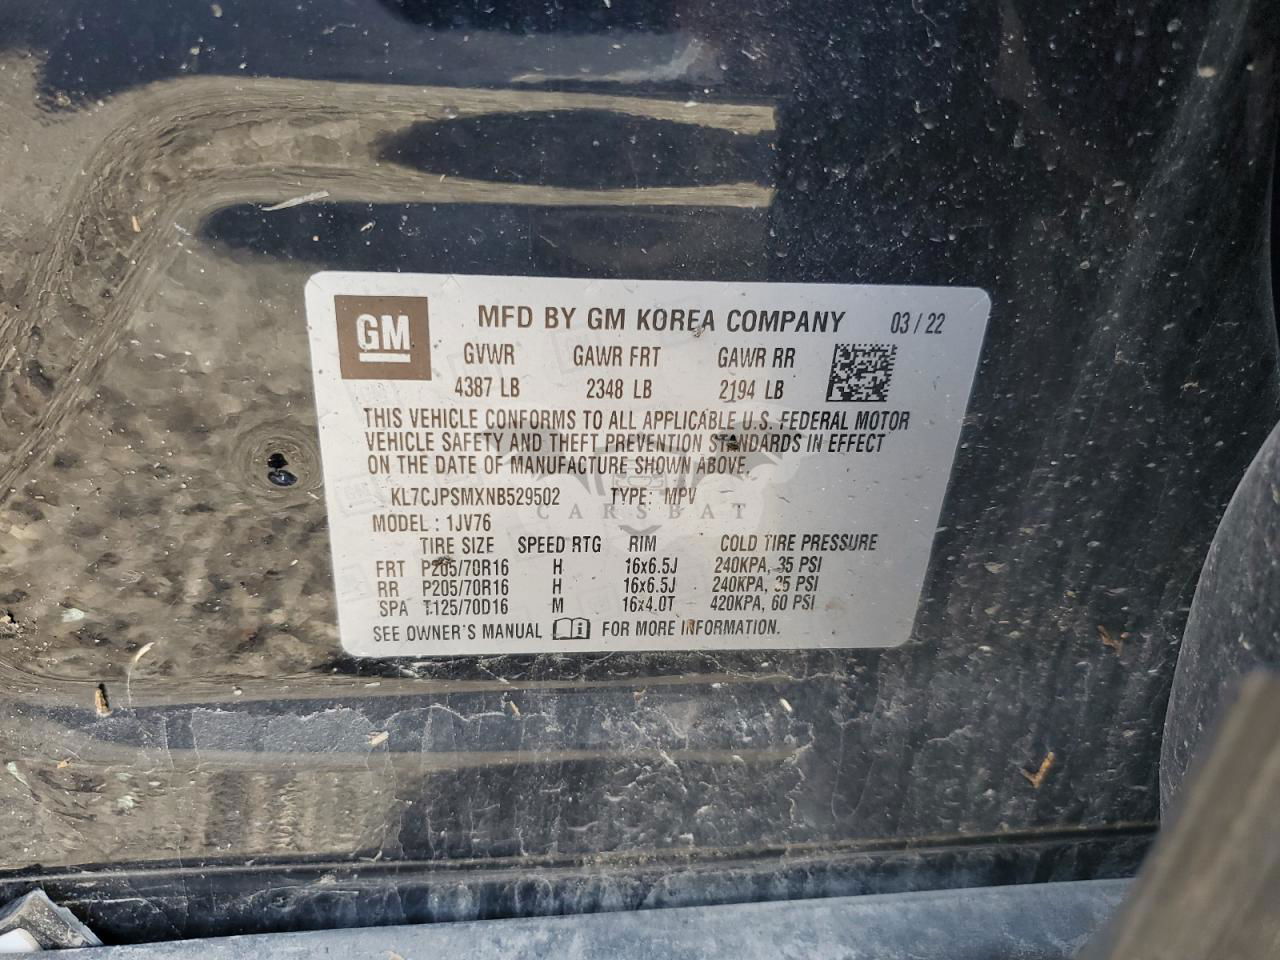 GM
MFD BY GM KOREA COMPANY 03 / 22
GVWR GAWR FRT GAWR RR
4387 LB 2348 LB 2194 LB
THIS VEHICLE CONFORMS TO ALL APPLICABLE U.S. FEDERAL MOTOR
VEHICLE SAFETY AND THEFT PREVENTION STANDARDS IN EFFECT
ON THE DATE OF MANUFACTURE SHOWN ABOVE.
KL7CJPSMXNB529502 TYPE: MPV
CARSBAT
MODEL : 1JV76
TIRE SIZE SPEED RTG RIM COLD TIRE PRESSURE
FRT P205/70R16 H 16x6.5J 240KPA, 35 PSI
RR P205/70R16 H 16x6.5J 240KPA, 35 PSI
SPA T125/70D16 M 16x4.0T 420KPA, 60 PSI
SEE OWNER'S MANUAL FOR MORE INFORMATION.